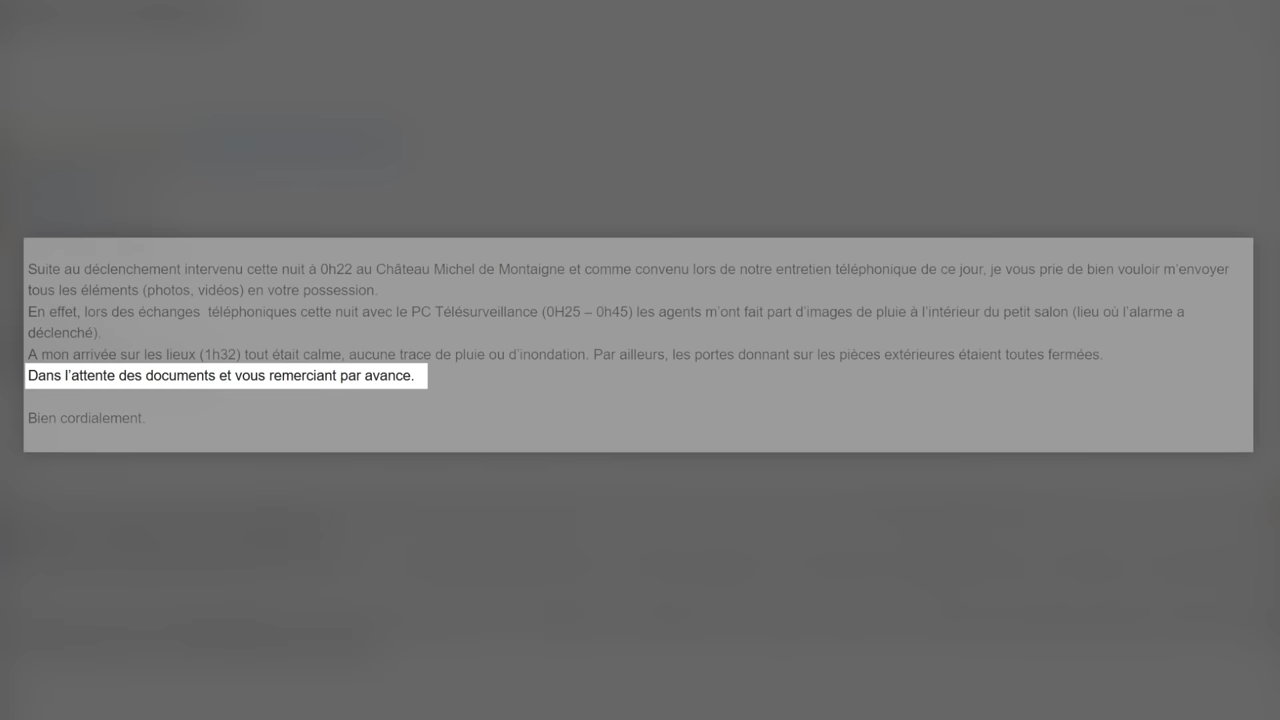 Suite au déclenchement intervenu cette nuit à 0h22 au Château Michel de Montaigne et comme convenu lors de notre entretien téléphonique de ce jour, je vous prie de bien vouloir m’envoyer
tous les éléments (photos, vidéos) en votre possession.
En effet, lors des échanges  téléphoniques cette nuit avec le PC Télésurveillance (0H25 – 0h45) les agents m’ont fait part d’images de pluie à l’intérieur du petit salon (lieu où l’alarme a
déclenché).
A mon arrivée sur les lieux (1h32) tout était calme, aucune trace de pluie ou d’inondation. Par ailleurs, les portes donnant sur les pièces extérieures étaient toutes fermées.
Dans l’attente des documents et vous remerciant par avance.
Bien cordialement.